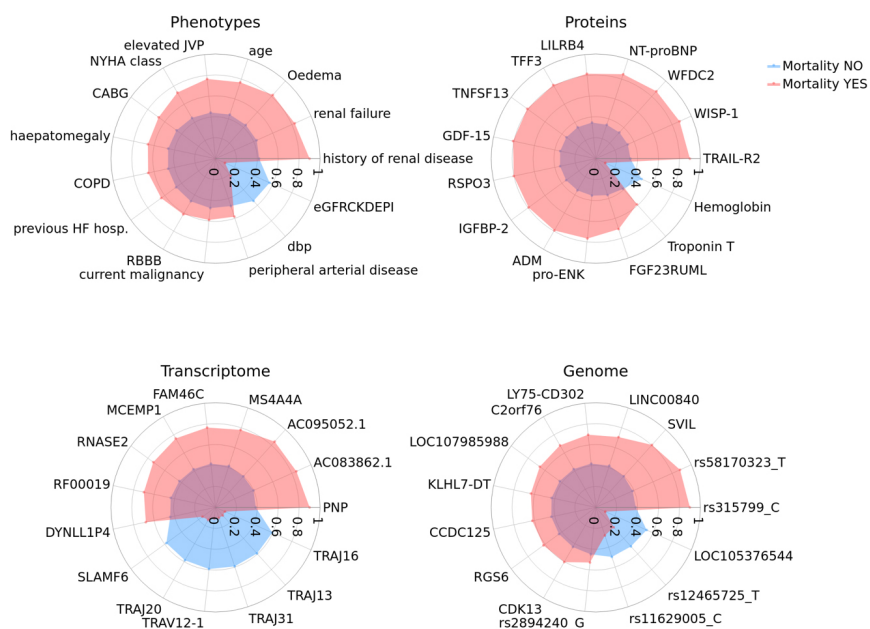 Phenotypes
elevated JVP
age
NYHA class
Oedema
CABG
renal failure
haepatomegaly
history of renal disease
0
0.2
0.4
0.6
0.8
1
COPD
eGFRCKDEPI
previous HF hosp.
dbp
RBBB
current malignancy
peripheral arterial disease
Proteins
LILRB4
NT-proBNP
TFF3
WFDC2
TNFSF13
WISP-1
GDF-15
TRAIL-R2
0
0.2
0.4
0.6
0.8
1
RSPO3
Hemoglobin
IGFBP-2
Troponin T
ADM
pro-ENK
FGF23RUML
Mortality NO
Mortality YES
Transcriptome
FAM46C
MS4A4A
MCEMP1
AC095052.1
RNASE2
AC083862.1
RF00019
PNP
0
0.2
0.4
0.6
0.8
1
DYNLL1P4
TRAJ16
SLAMF6
TRAJ13
TRAJ20
TRAV12-1
TRAJ31
Genome
LY75-CD302
LINC00840
C2orf76
SVIL
LOC107985988
rs58170323_T
KLHL7-DT
rs315799_C
0
0.2
0.4
0.6
0.8
1
CCDC125
LOC105376544
RGS6
rs12465725_T
CDK13
rs2894240_G
rs11629005_C